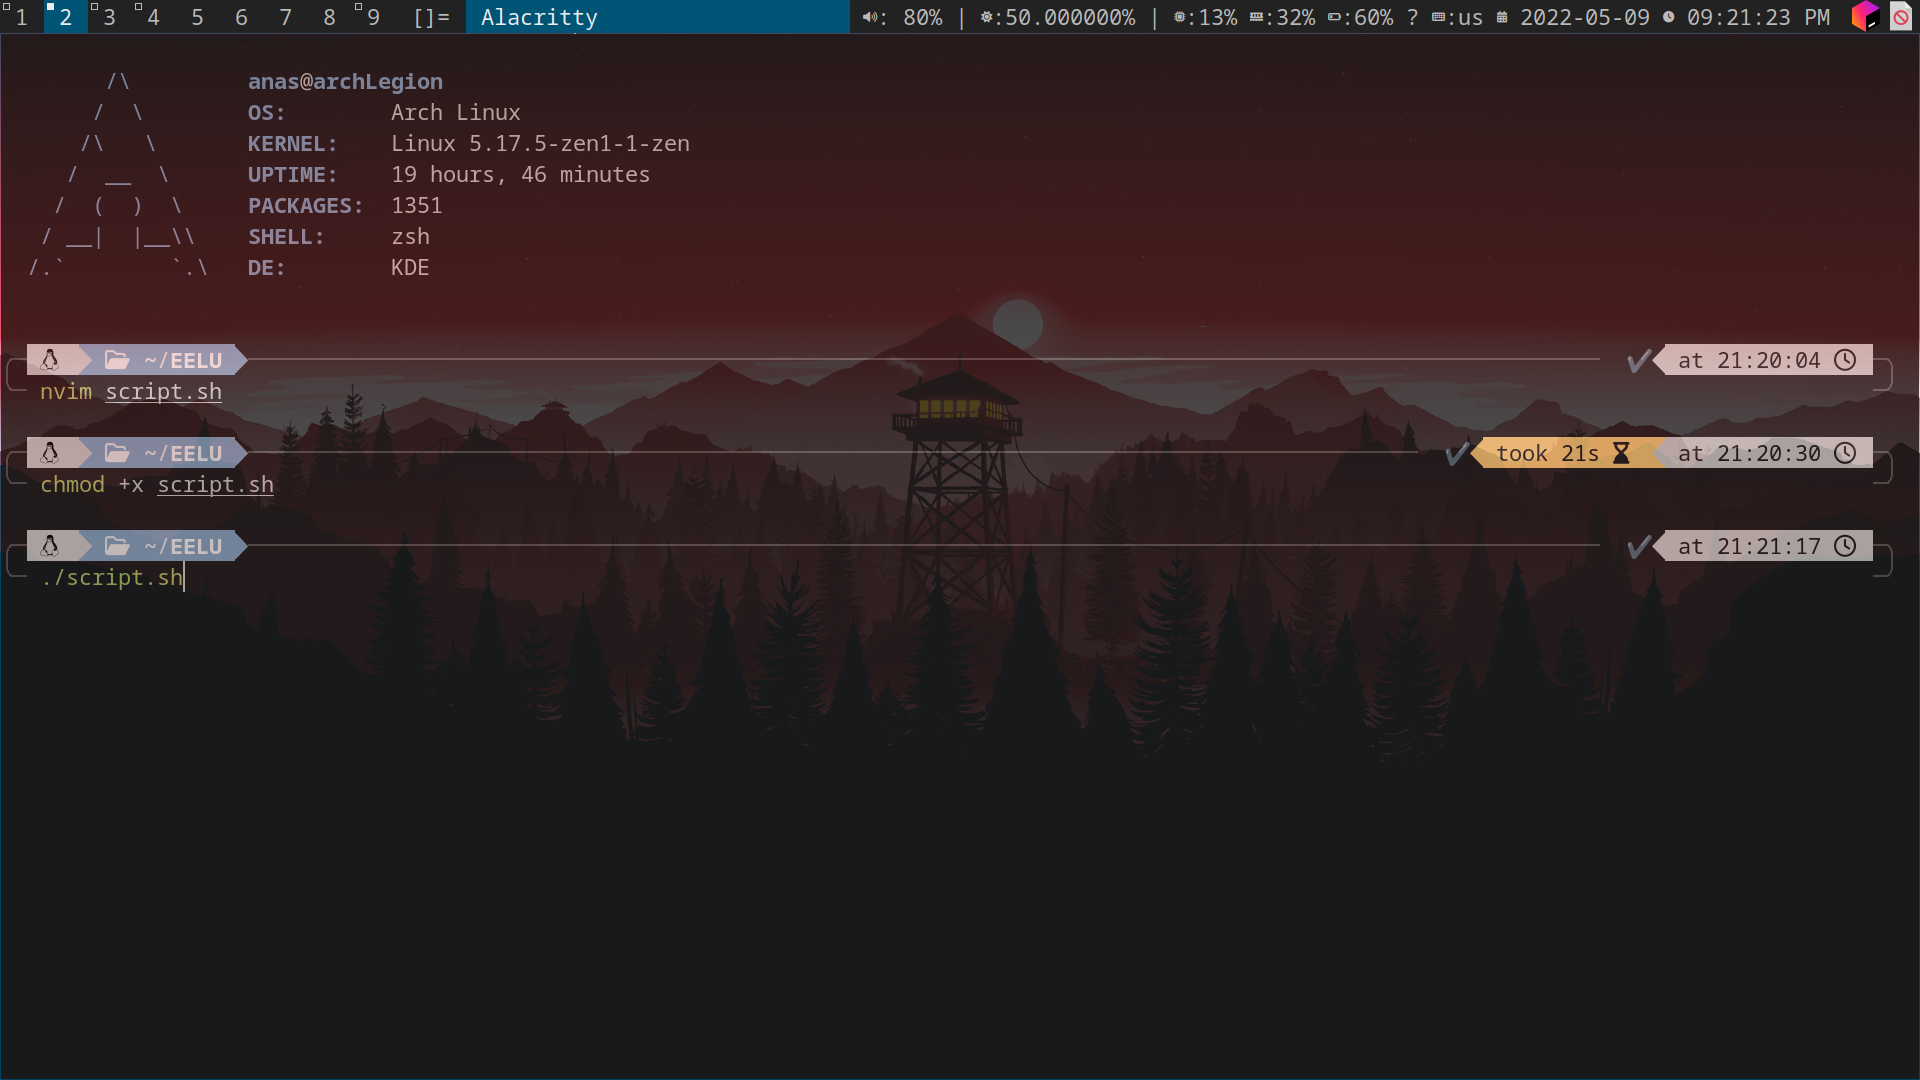 1 2 3 4 5 6 7 8 9 []= Alacritty : 80% | :50.000000% | :13% :32% :60% ? :us 2022-05-09 09:21:23 PM
/\ anas@archLegion
/  \ OS: Arch Linux
/\   \ KERNEL: Linux 5.17.5-zen1-1-zen
/  __  \ UPTIME: 19 hours, 46 minutes
/  (  )  \ PACKAGES: 1351
/ __|  |__\\ SHELL: zsh
/.`        `.\ DE: KDE
~/EELU ✔ at 21:20:04
nvim script.sh
~/EELU ✔ took 21s at 21:20:30
chmod +x script.sh
~/EELU ✔ at 21:21:17
./script.sh